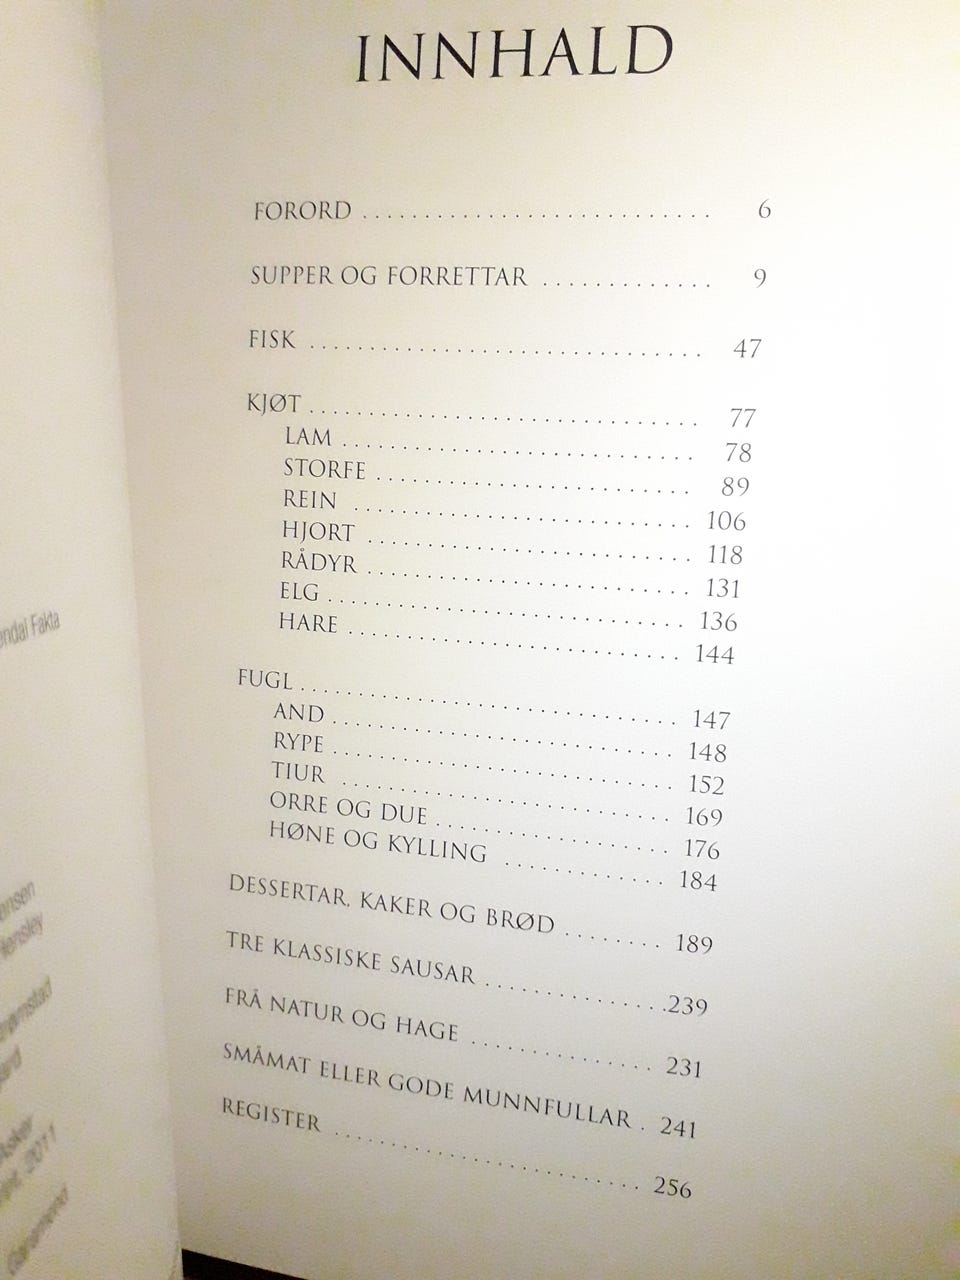 INNHALD
FORORD 6
SUPPER OG FORRETTAR 9
FISK 47
KJØT 77
LAM 78
STORFE 89
REIN 106
HJORT 118
RÅDYR 131
ELG 136
HARE 144
FUGL 147
AND 148
RYPE 152
TIUR 169
ORRE OG DUE 176
HØNE OG KYLLING 184
DESSERTAR, KAKER OG BRØD 189
TRE KLASSISKE SAUSAR 239
FRÅ NATUR OG HAGE 231
SMÅMAT ELLER GODE MUNNFULLAR 241
REGISTER 256
Fakta
2011